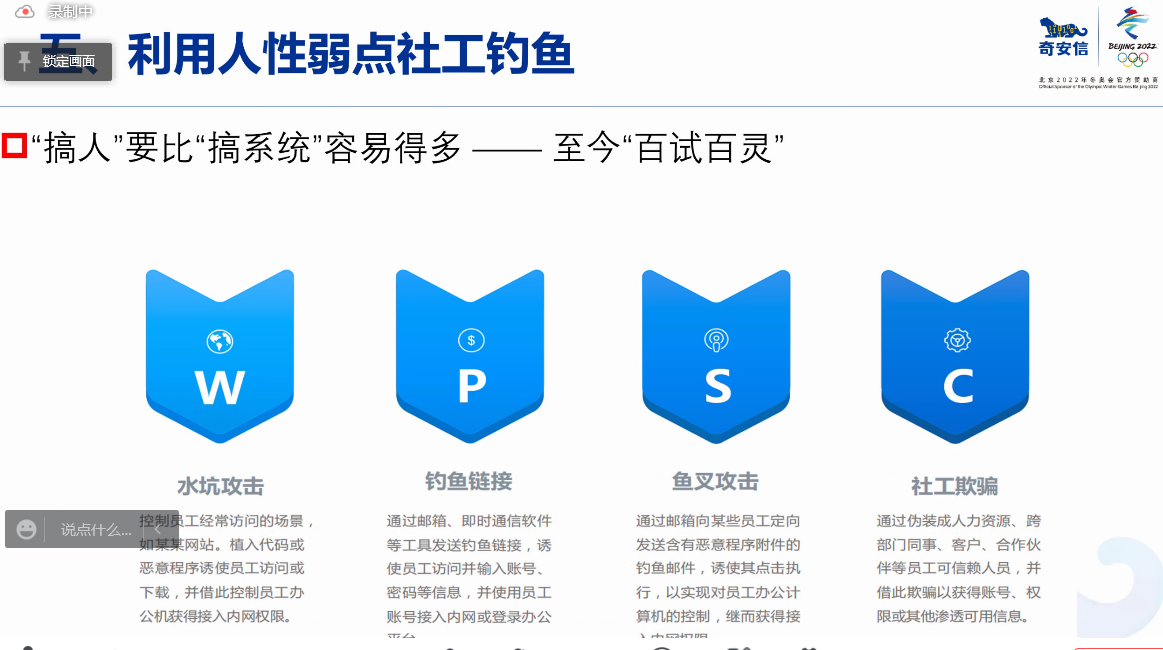 录制中
五、利用人性弱点社工钓鱼
锁定画面
奇安信
BEIJING 2022
北京2022年冬奥会官方赞助商
Official Sponsor of the Olympic Winter Games Beijing 2022
“搞人”要比“搞系统”容易得多 —— 至今“百试百灵”
W
P
S
C
水坑攻击
控制员工经常访问的场景，
如某某网站。植入代码或
恶意程序诱使员工访问或
下载，并借此控制员工办
公机获得接入内网权限。
钓鱼链接
通过邮箱、即时通信软件
等工具发送钓鱼链接，诱
使员工访问并输入账号、
密码等信息，并使用员工
账号接入内网或登录办公
平台
鱼叉攻击
通过邮箱向某些员工定向
发送含有恶意程序附件的
钓鱼邮件，诱使其点击执
行，以实现对员工办公计
算机的控制，继而获得接
入内网权限
社工欺骗
通过伪装成人力资源、跨
部门同事、客户、合作伙
伴等员工可信赖人员，并
借此欺骗以获得账号、权
限或其他渗透可用信息。
说点什么...